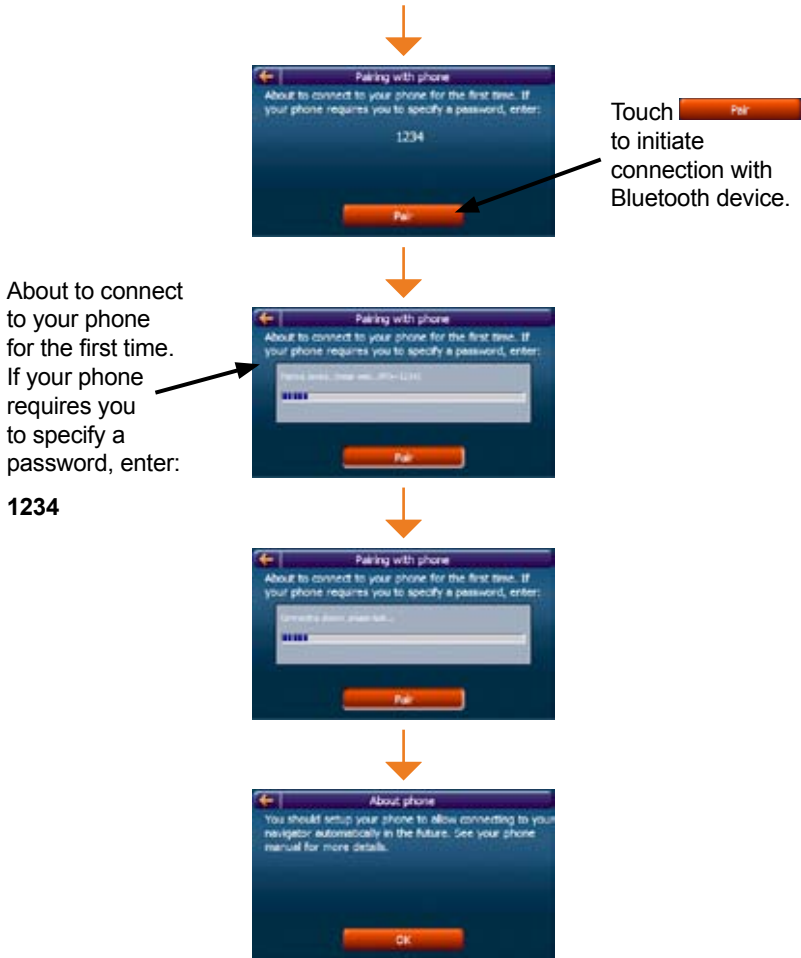 Pairing with phone
About to connect to your phone for the first time. If
your phone requires you to specify a password, enter:
1234
Pair
Touch Pair
to initiate
connection with
Bluetooth device.
About to connect
to your phone
for the first time.
If your phone
requires you
to specify a
password, enter:
1234
Pairing with phone
About to connect to your phone for the first time. If
your phone requires you to specify a password, enter:
Pair
Pairing with phone
About to connect to your phone for the first time. If
your phone requires you to specify a password, enter:
Pair
About phone
You should setup your phone to allow connecting to your
navigator automatically in the future. See your phone
manual for more details.
OK